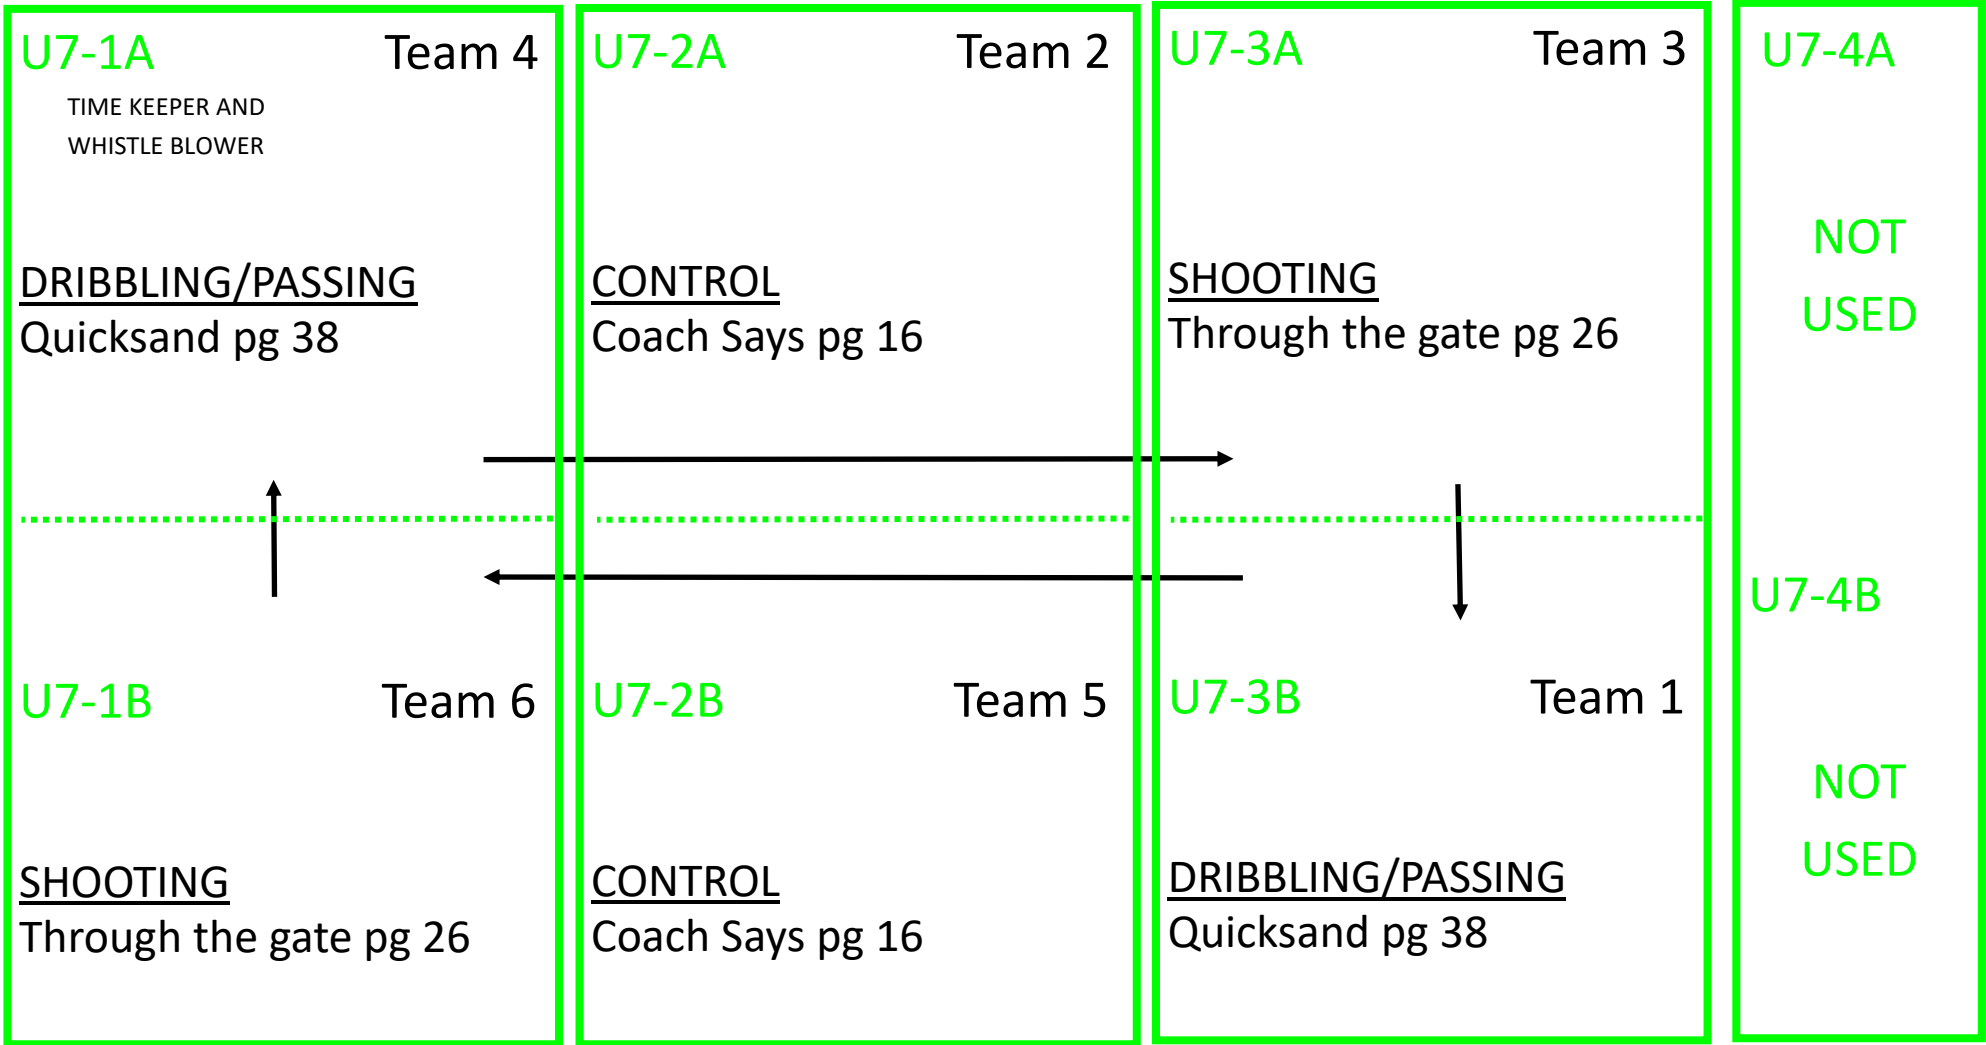 U7-1A
Team 4
TIME KEEPER AND
WHISTLE BLOWER
DRIBBLING/PASSING
Quicksand pg 38
U7-2A
Team 2
CONTROL
Coach Says pg 16
U7-3A
Team 3
SHOOTING
Through the gate pg 26
U7-4A
NOT
USED
U7-1B
Team 6
SHOOTING
Through the gate pg 26
U7-2B
Team 5
CONTROL
Coach Says pg 16
U7-3B
Team 1
DRIBBLING/PASSING
Quicksand pg 38
U7-4B
NOT
USED